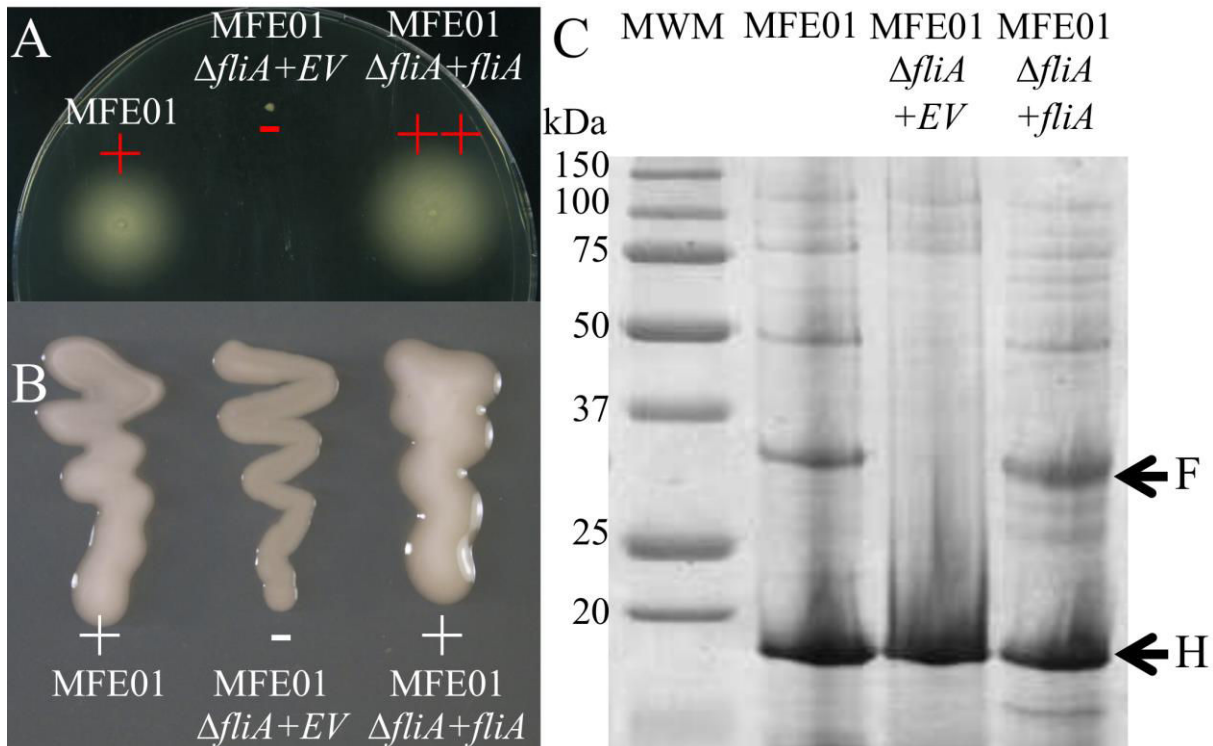 A
MFE01
MFE01
ΔfliA+EV
MFE01
ΔfliA+fliA
+
-
++
B
+
-
+
MFE01
MFE01
ΔfliA+EV
MFE01
ΔfliA+fliA
C
MWM
MFE01
MFE01
ΔfliA
+EV
MFE01
ΔfliA
+fliA
kDa
150
100
75
50
37
25
20
F
H